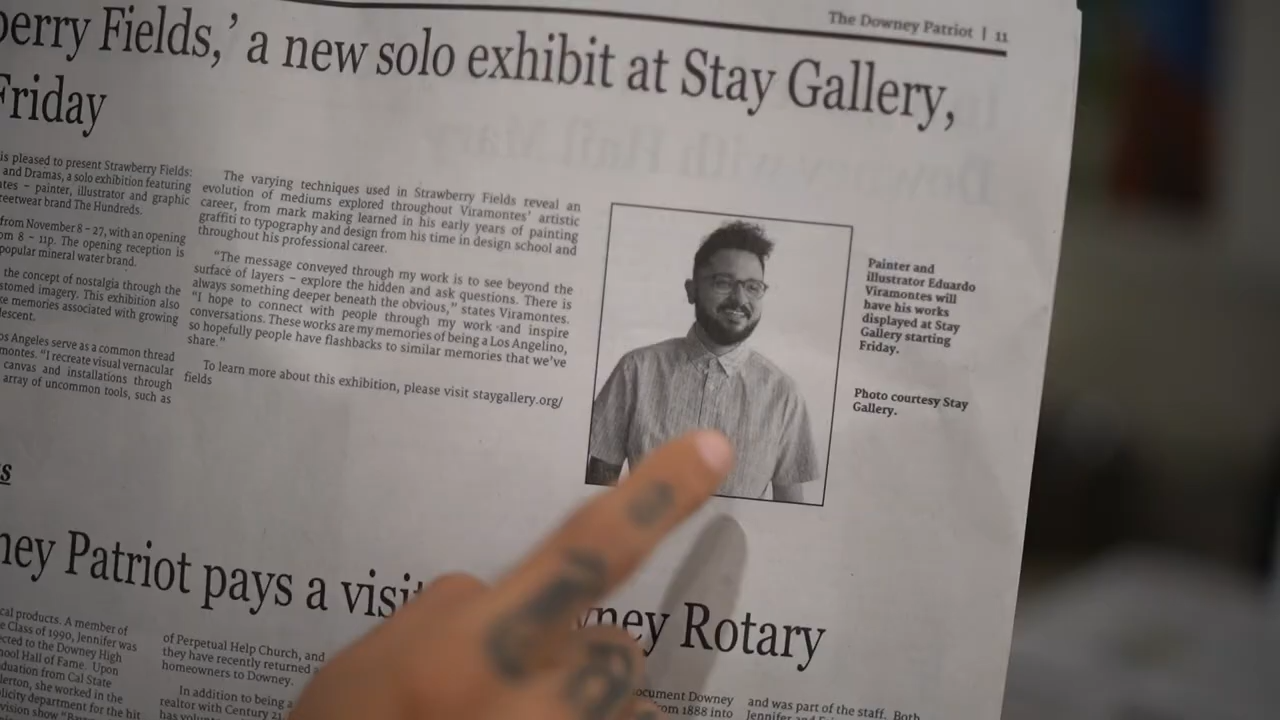 The Downey Patriot | 11
berry Fields,’ a new solo exhibit at Stay Gallery,
Friday
is pleased to present Strawberry Fields:
and Dramas, a solo exhibition featuring
tes – painter, illustrator and graphic
reetwear brand The Hundreds.
from November 8 – 27, with an opening
om 8 – 11p. The opening reception is
popular mineral water brand.
the concept of nostalgia through the
stomed imagery. This exhibition also
ke memories associated with growing
lescent.
os Angeles serve as a common thread
montes. “I recreate visual vernacular
canvas and installations through
array of uncommon tools, such as
The varying techniques used in Strawberry Fields reveal an
evolution of mediums explored throughout Viramontes’ artistic
career, from mark making learned in his early years of painting
graffiti to typography and design from his time in design school and
throughout his professional career.
“The message conveyed through my work is to see beyond the
surface of layers – explore the hidden and ask questions. There is
always something deeper beneath the obvious,” states Viramontes.
“I hope to connect with people through my work and inspire
conversations. These works are my memories of being a Los Angelino,
so hopefully people have flashbacks to similar memories that we’ve
share.”
To learn more about this exhibition, please visit staygallery.org/
fields
Painter and
illustrator Eduardo
Viramontes will
have his works
displayed at Stay
Gallery starting
Friday.
Photo courtesy Stay
Gallery.
s
ney Patriot pays a visit wney Rotary
cal products. A member of
e Class of 1990, Jennifer was
ected to the Downey High
hool Hall of Fame. Upon
duation from Cal State
lerton, she worked in the
licity department for the hit
vision show
of Perpetual Help Church, and
they have recently returned a
homeowners to Downey.
In addition to being a
realtor with Century 21
has
ocument Downey
from 1888 into
and was part of the staff. Both
Jennifer and